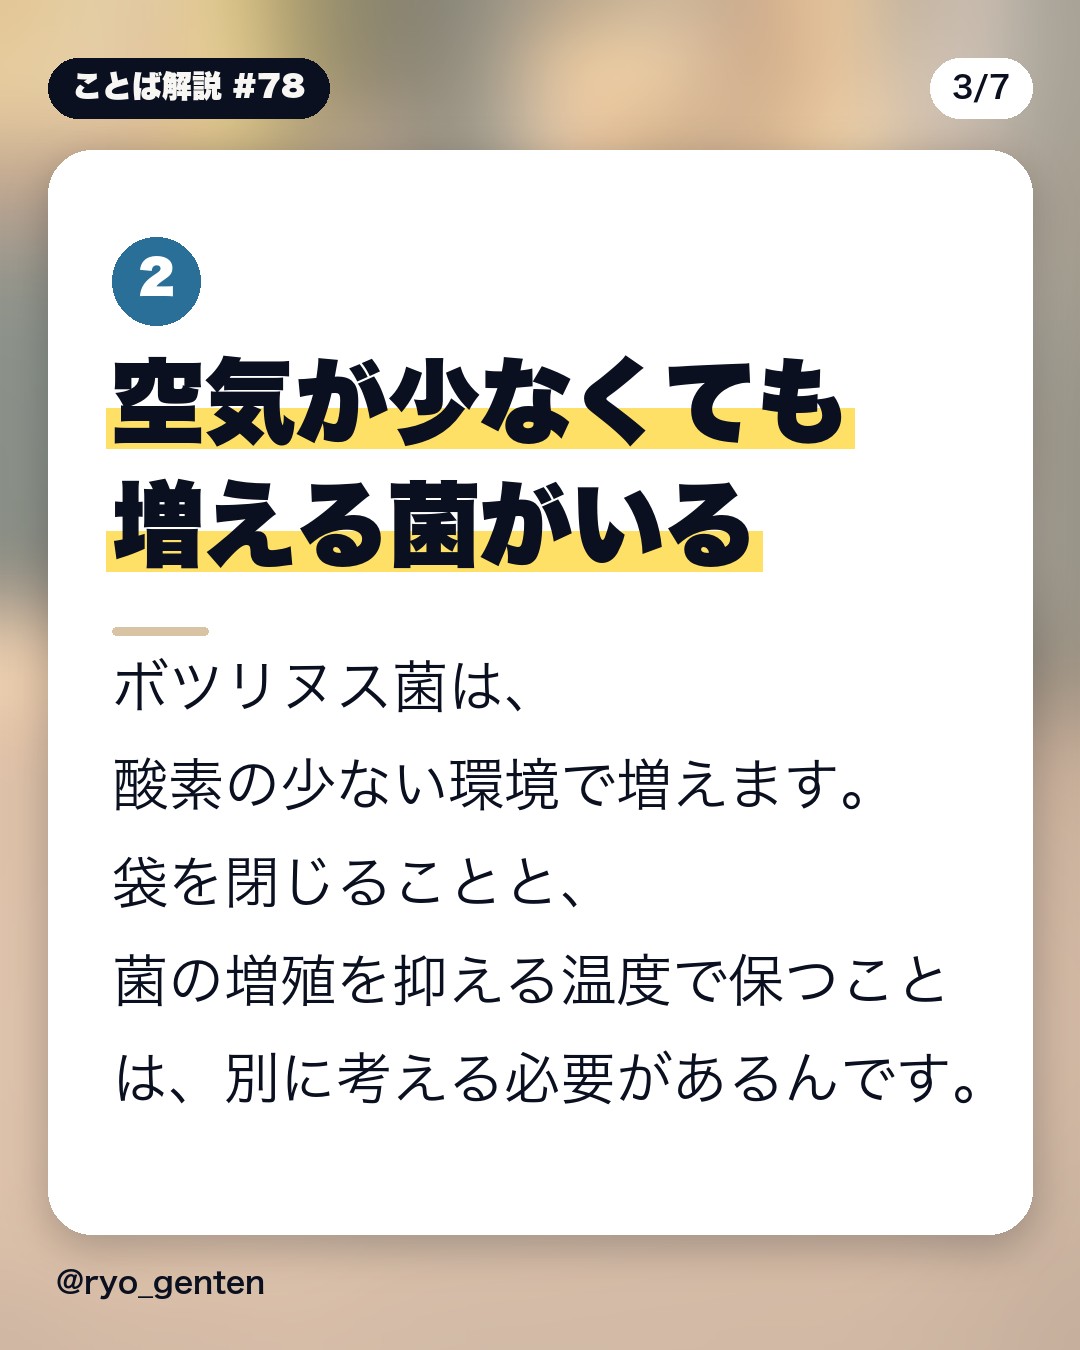 ことば解説 #78
3/7
2
空気が少なくても
増える菌がいる
ボツリヌス菌は、
酸素の少ない環境で増えます。
袋を閉じることと、
菌の増殖を抑える温度で保つこと
は、別に考える必要があるんです。
@ryo_genten